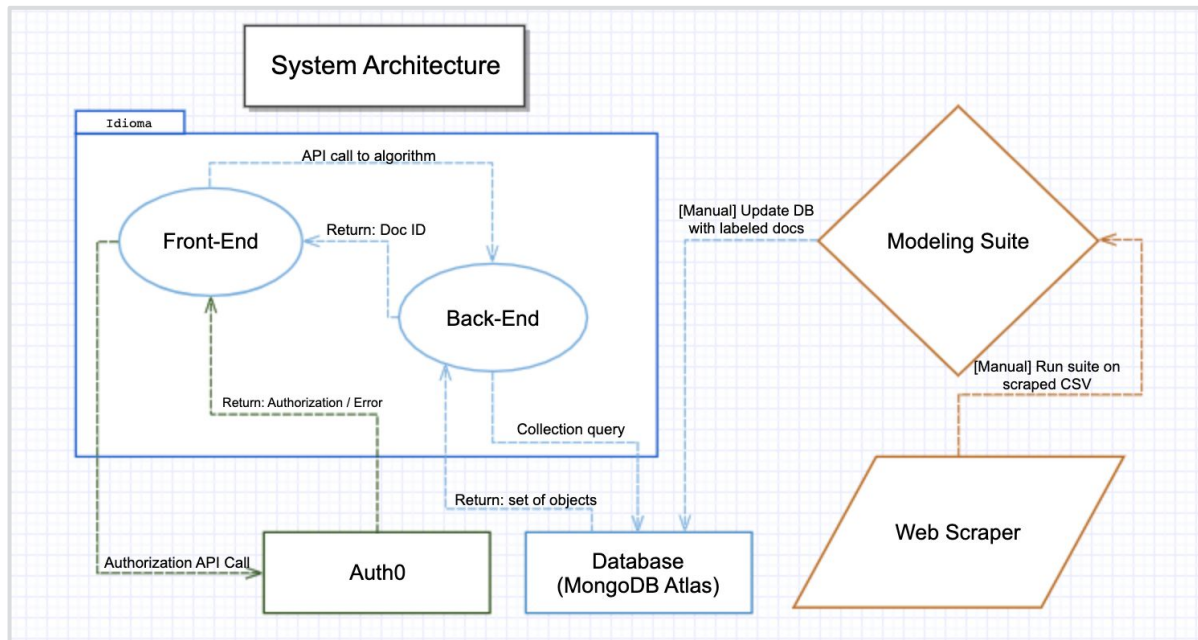 System Architecture
Idioma
API call to algorithm
Front-End
Return: Doc ID
Back-End
Return: Authorization / Error
Collection query
Return: set of objects
Authorization API Call
Auth0
Database
(MongoDB Atlas)
[Manual] Update DB
with labeled docs
Modeling Suite
[Manual] Run suite on
scraped CSV
Web Scraper